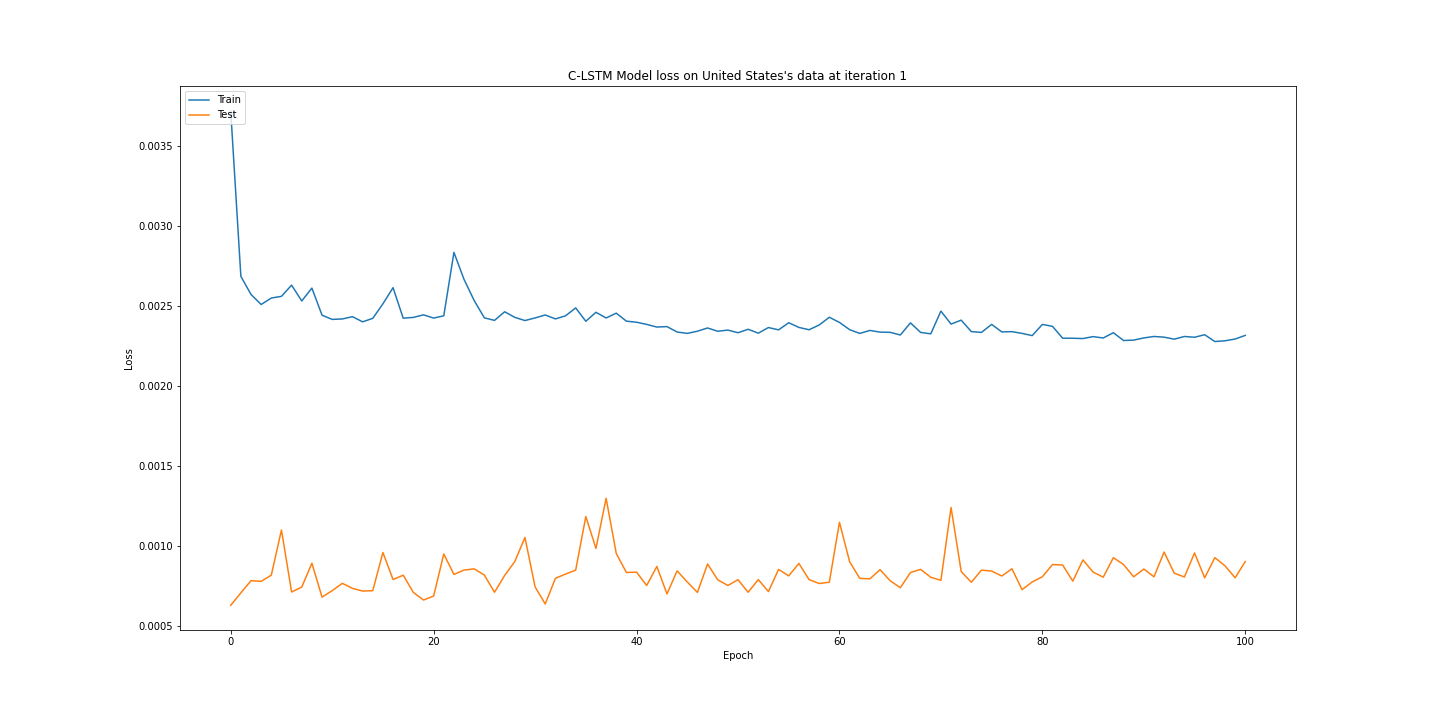 C-LSTM Model loss on United States's data at iteration 1
Train
Test
0.0035
0.0030
0.0025
0.0020
0.0015
0.0010
0.0005
Loss
0 20 40 60 80 100
Epoch